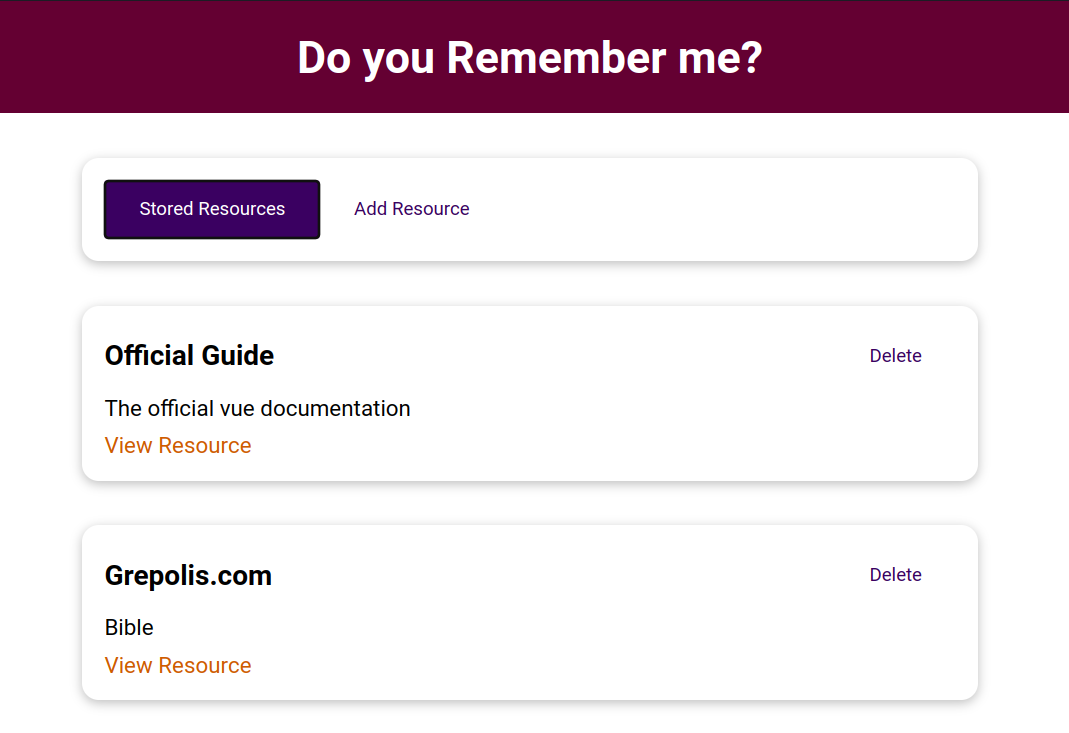 Do you Remember me?
Stored Resources Add Resource
Official Guide Delete
The official vue documentation
View Resource
Grepolis.com Delete
Bible
View Resource